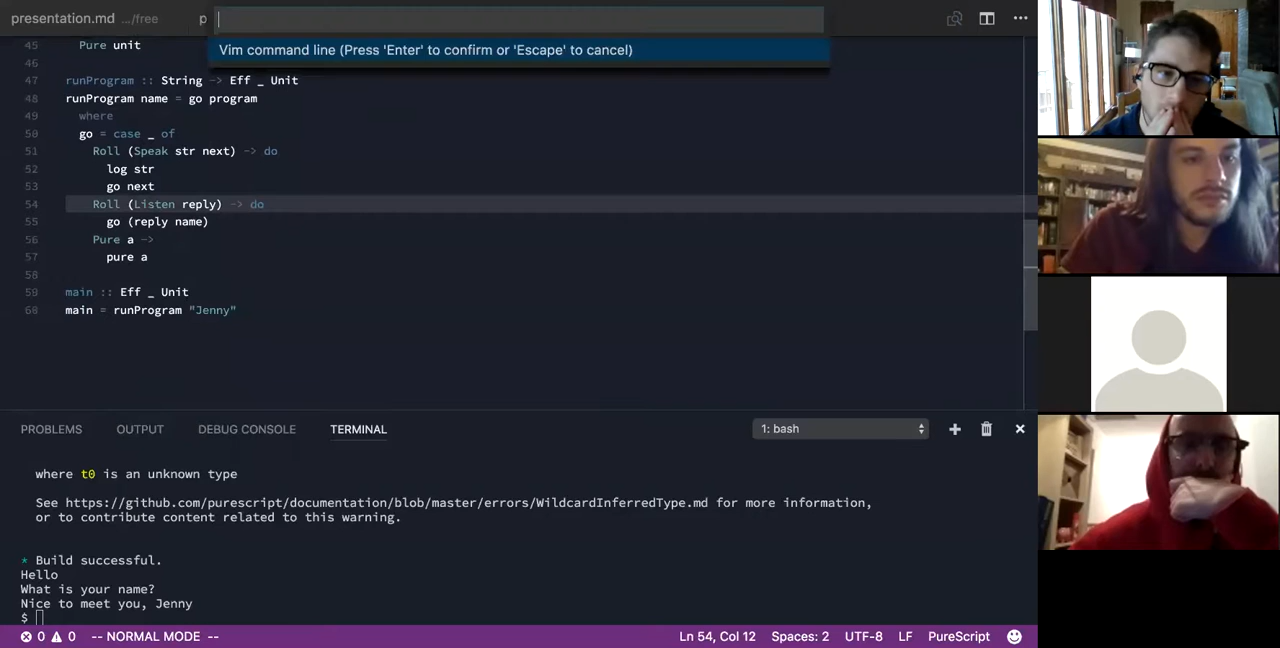 presentation.md .../free p
Vim command line (Press 'Enter' to confirm or 'Escape' to cancel)
45 Pure unit
46
47 runProgram :: String -> Eff _ Unit
48 runProgram name = go program
49 where
50 go = case _ of
51 Roll (Speak str next) -> do
52 log str
53 go next
54 Roll (Listen reply) -> do
55 go (reply name)
56 Pure a ->
57 pure a
58
59 main :: Eff _ Unit
60 main = runProgram "Jenny"
PROBLEMS OUTPUT DEBUG CONSOLE TERMINAL 1: bash
where t0 is an unknown type
See https://github.com/purescript/documentation/blob/master/errors/WildcardInferredType.md for more information,
or to contribute content related to this warning.
* Build successful.
Hello
What is your name?
Nice to meet you, Jenny
$
0 0 -- NORMAL MODE -- Ln 54, Col 12 Spaces: 2 UTF-8 LF PureScript